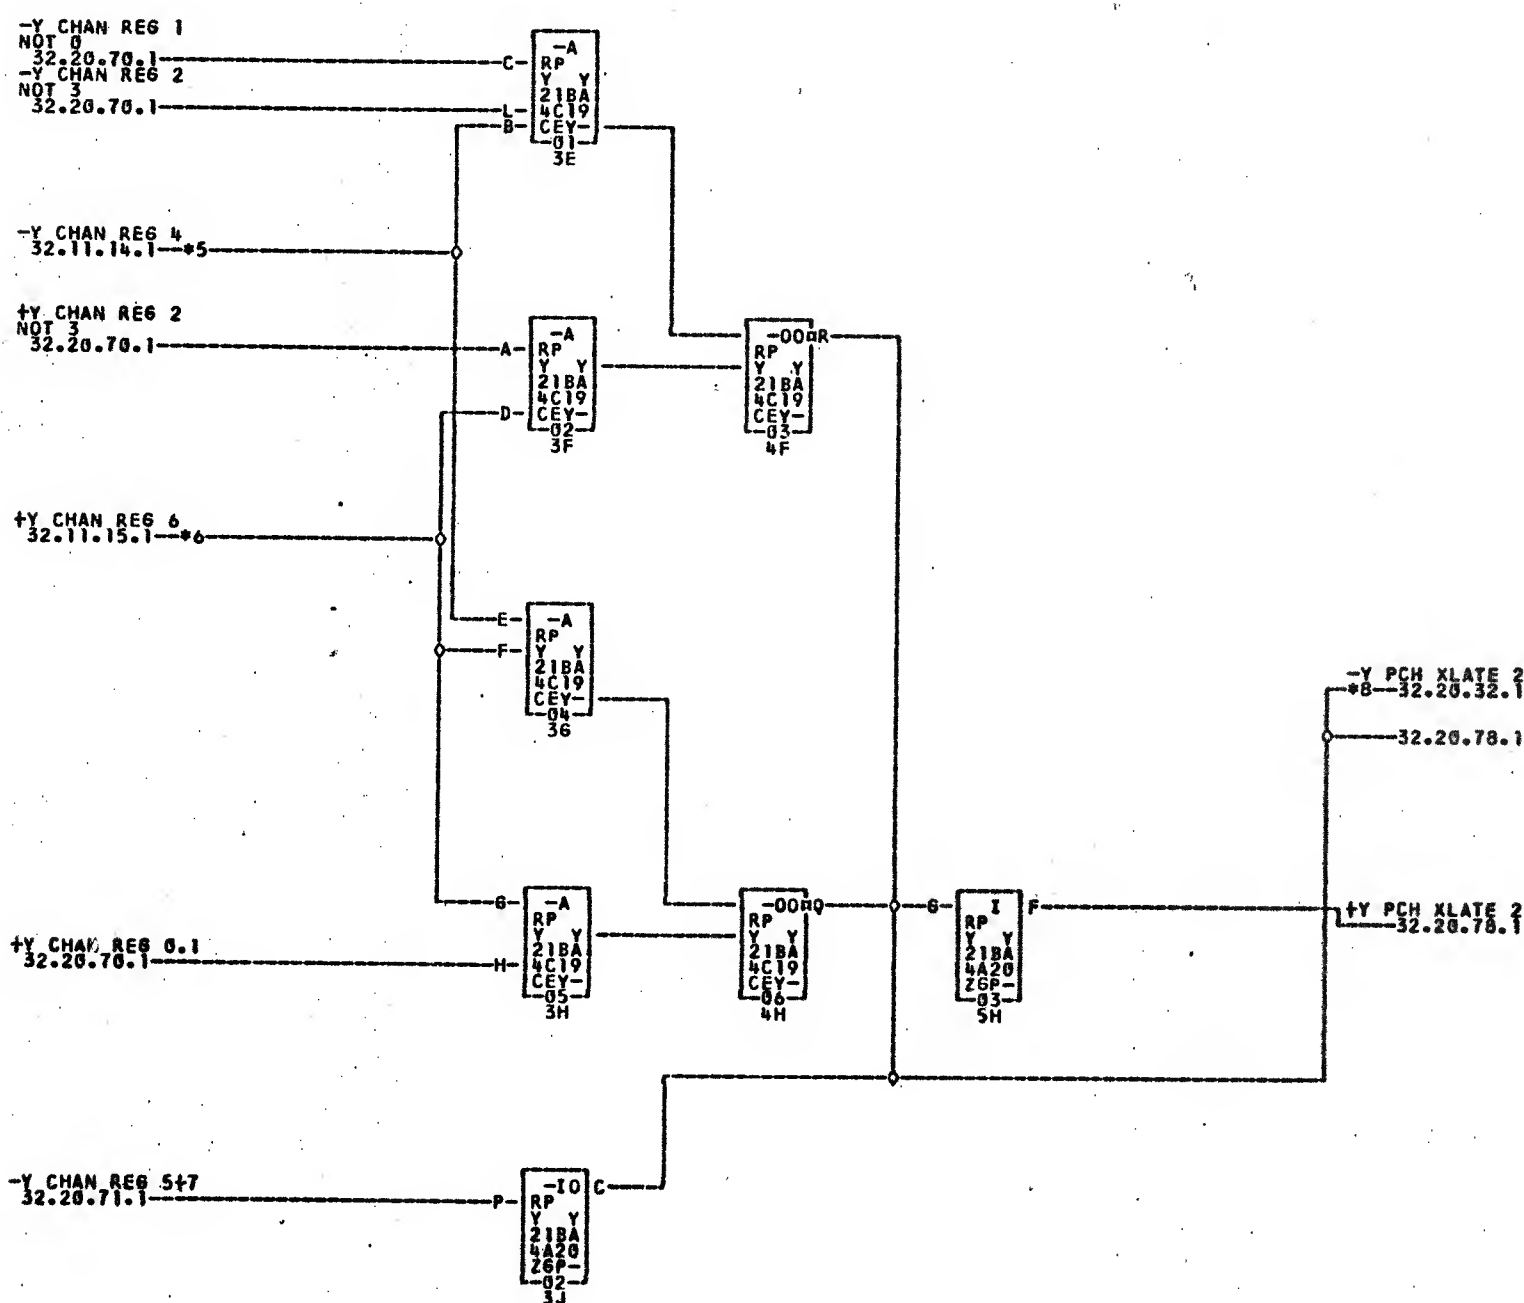 -Y CHAN REG 1
NOT 0
32.20.70.1
-Y CHAN REG 2
NOT 3
32.20.70.1
C
L
B
-A
RP
Y Y
21BA
4C19
CEY-
01
3E
-Y CHAN REG 4
32.11.14.1--*5
+Y CHAN REG 2
NOT 3
32.20.70.1
A
D
-A
RP
Y Y
21BA
4C19
CEY-
02
3F
-OO¤R
RP
Y Y
21BA
4C19
CEY-
03
4F
+Y CHAN REG 6
32.11.15.1--*6
E
F
-A
RP
Y Y
21BA
4C19
CEY-
04
3G
-Y PCH XLATE 2
*8--32.20.32.1
32.20.78.1
+Y CHAN REG 0.1
32.20.70.1
G
H
-A
RP
Y Y
21BA
4C19
CEY-
05
3H
-OO¤Q
RP
Y Y
21BA
4C19
CEY-
06
4H
G
I F
RP
Y Y
21BA
4A20
ZGP-
03
5H
+Y PCH XLATE 2
32.20.78.1
-Y CHAN REG 5+7
32.20.71.1
P
-IO C
RP
Y Y
21BA
4A20
ZGP-
02
3J